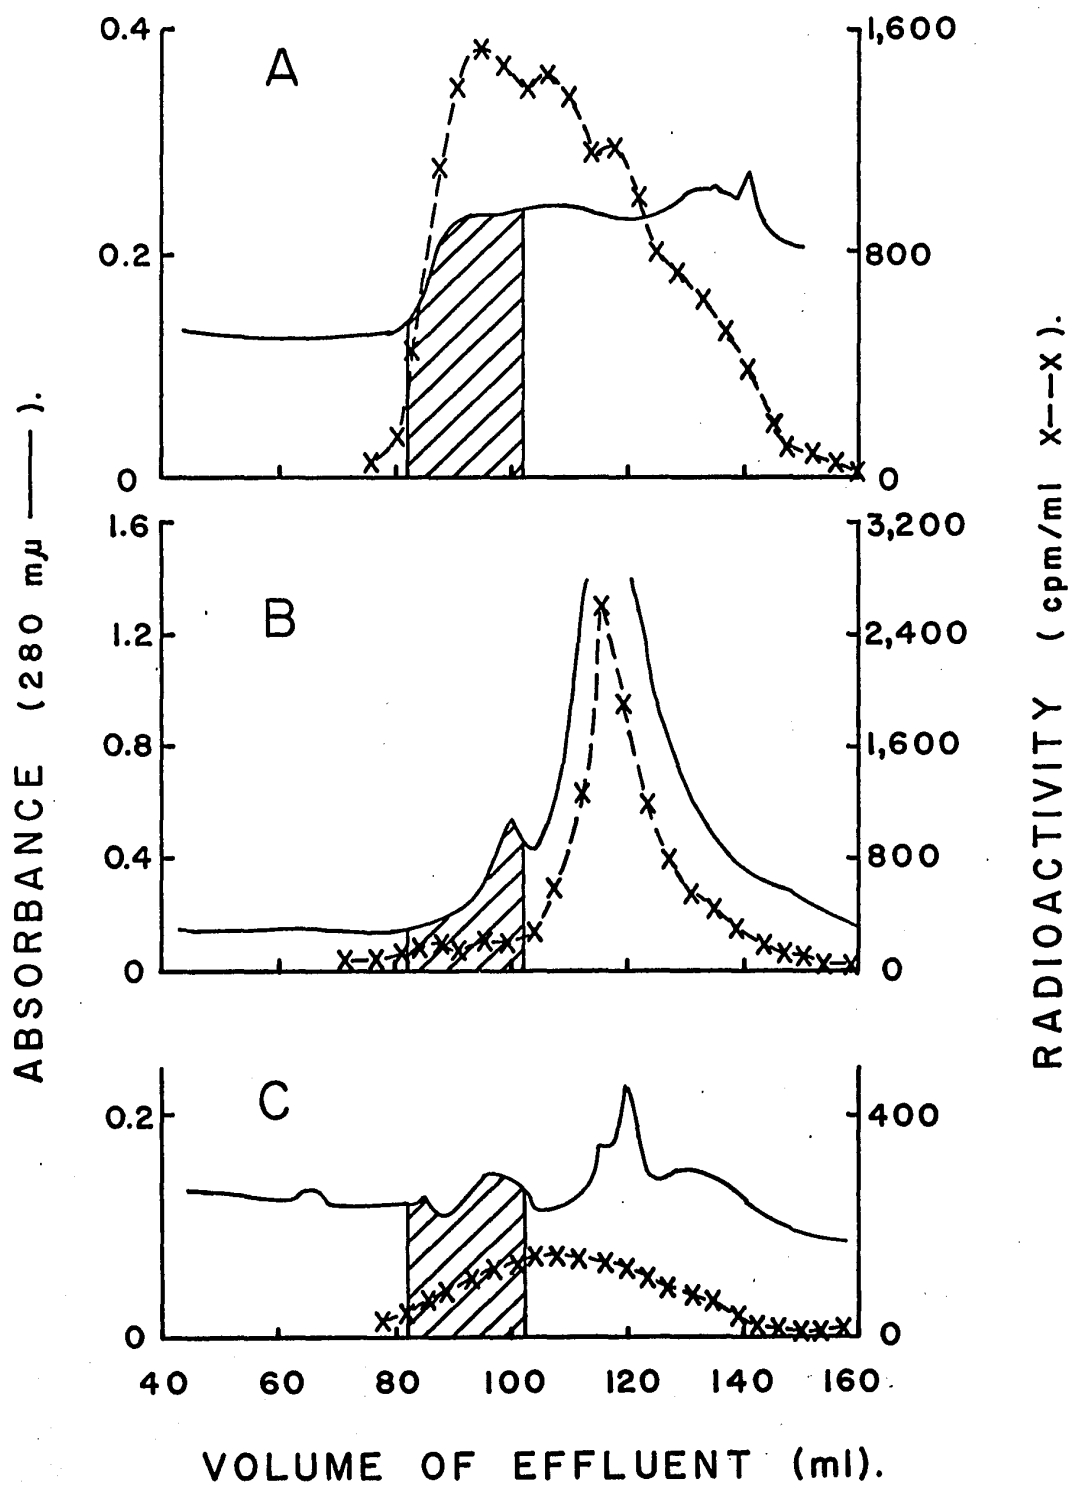 0.4
1,600
A
0.2
800
0
0
1.6
3,200
B
1.2
2,400
0.8
1,600
0.4
800
0
0
C
0.2
400
0
0
40 60 80 100 120 140 160
VOLUME OF EFFLUENT (ml).
ABSORBANCE (280 mμ ——).
RADIOACTIVITY (cpm/ml X--X).